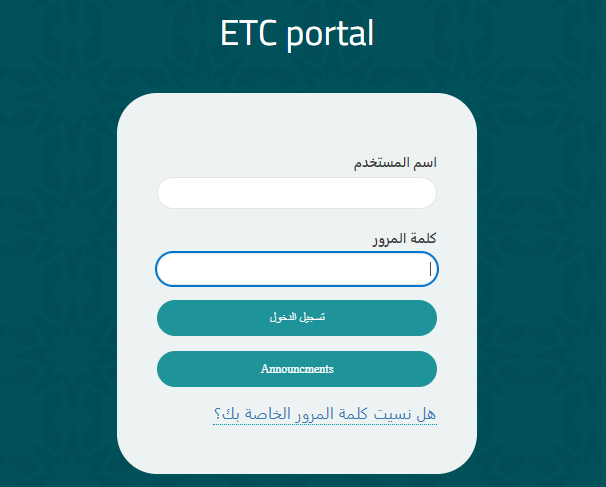 ETC portal
اسم المستخدم
كلمة المرور
تسجيل الدخول
Announcments
هل نسيت كلمة المرور الخاصة بك؟